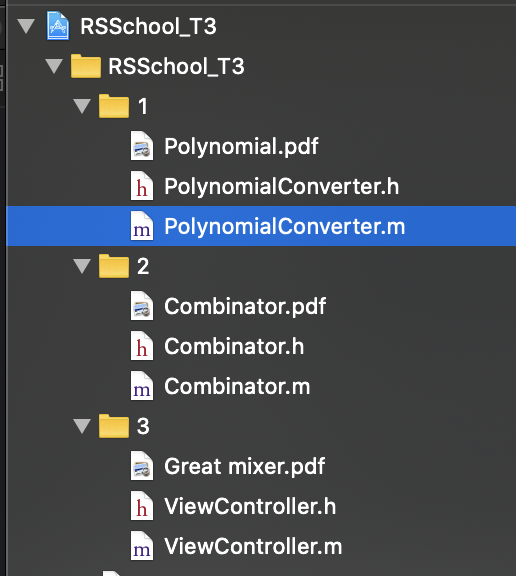 RSSchool_T3
RSSchool_T3
1
Polynomial.pdf
h PolynomialConverter.h
m PolynomialConverter.m
2
Combinator.pdf
h Combinator.h
m Combinator.m
3
Great mixer.pdf
h ViewController.h
m ViewController.m